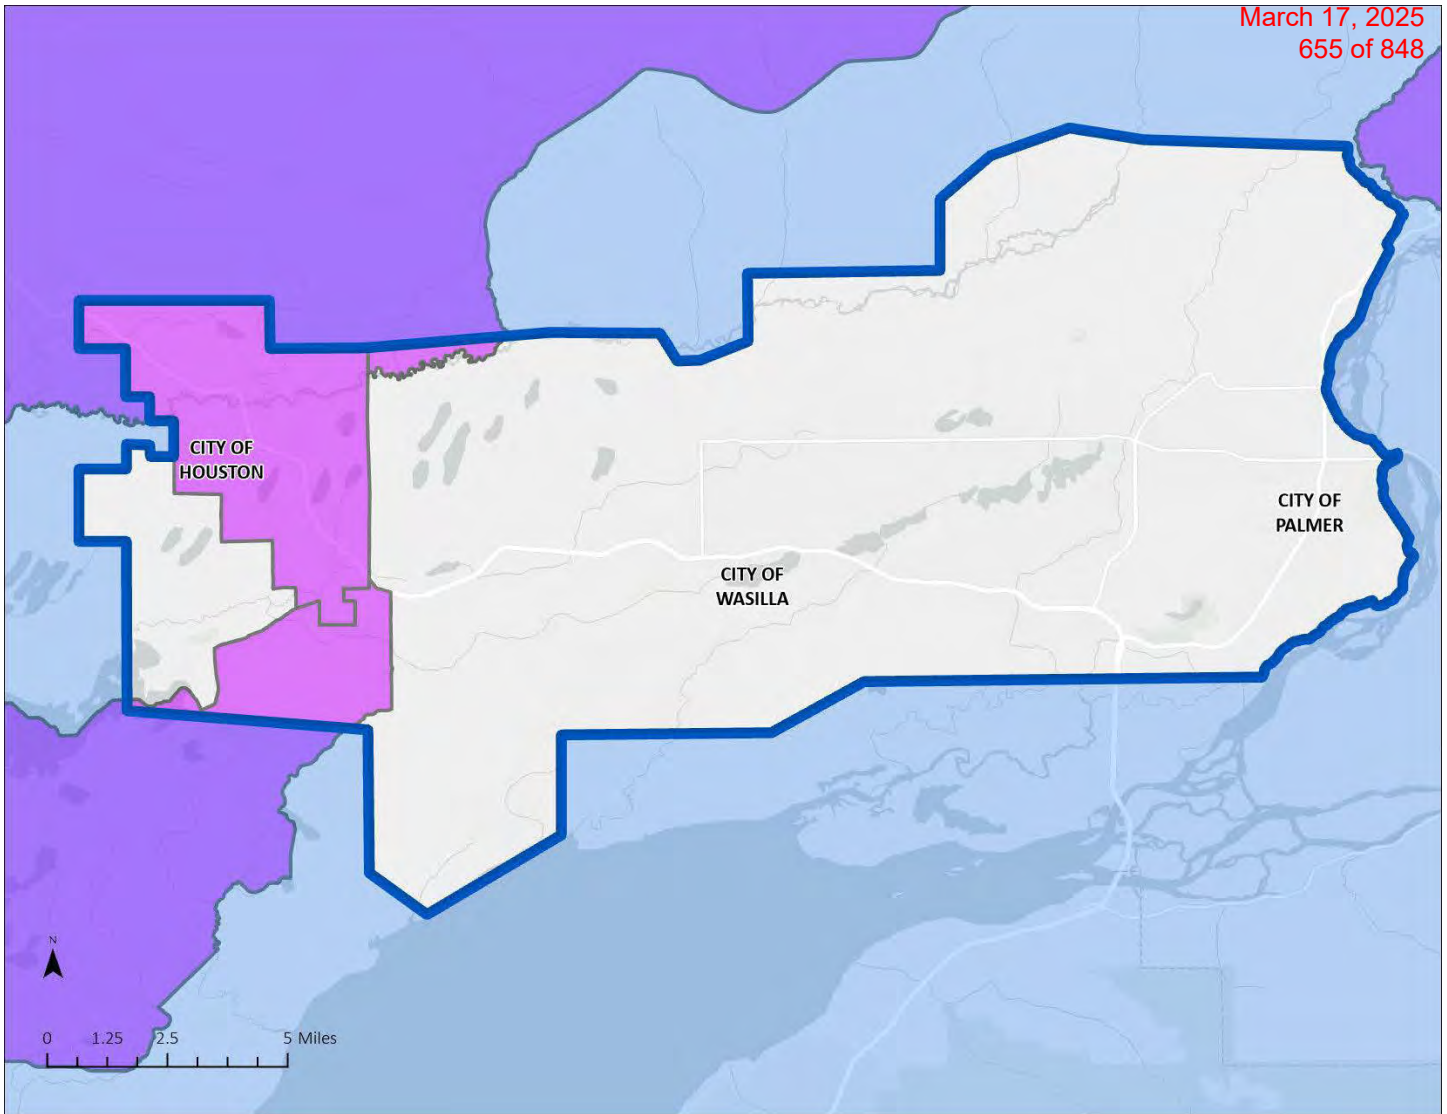 March 17, 2025
655 of 848
CITY OF
HOUSTON
CITY OF
PALMER
CITY OF
WASILLA
N
0 1.25 2.5 5 Miles